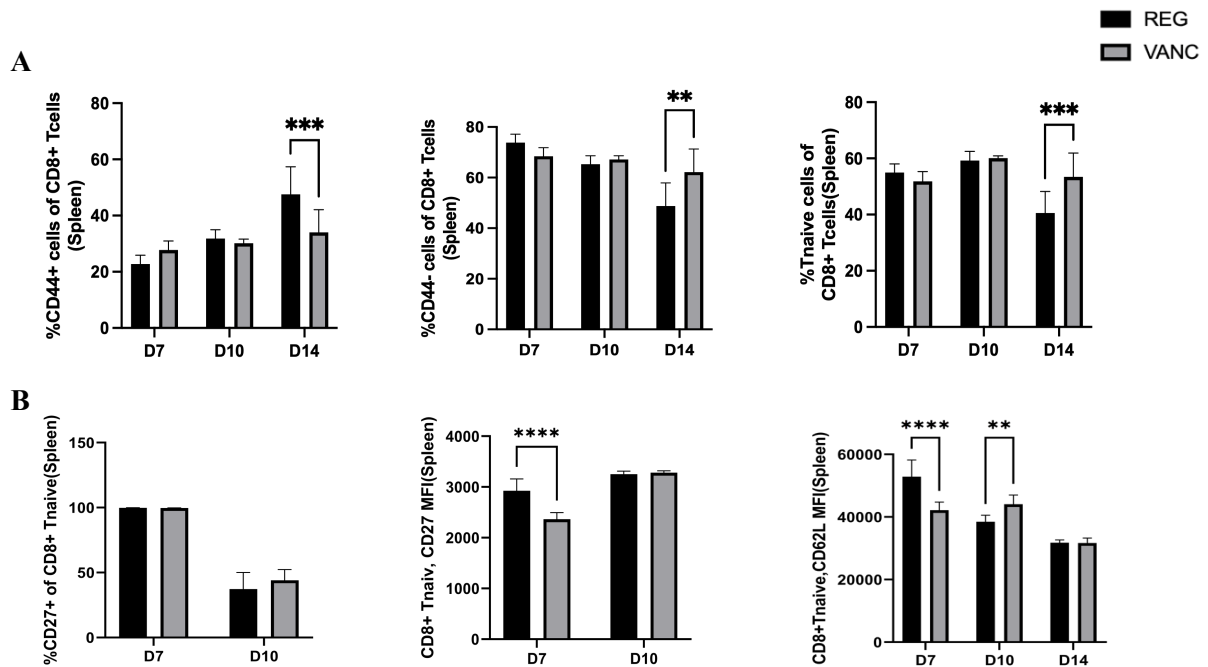 REG
VANC
A
%CD44+ cells of CD8+ Tcells
(Spleen)
80
60
40
20
0
***
D7 D10 D14
%CD44- cells of CD8+ Tcells
(Spleen)
80
60
40
20
0
**
D7 D10 D14
%Tnaive cells of
CD8+ Tcells(Spleen)
80
60
40
20
0
***
D7 D10 D14
B
%CD27+ of CD8+ Tnaive(Spleen)
150
100
50
0
D7 D10
CD8+ Tnaiv, CD27 MFI(Spleen)
4000
3000
2000
1000
0
****
D7 D10
CD8+Tnaive,CD62L MFI(Spleen)
60000
40000
20000
0
**** **
D7 D10 D14